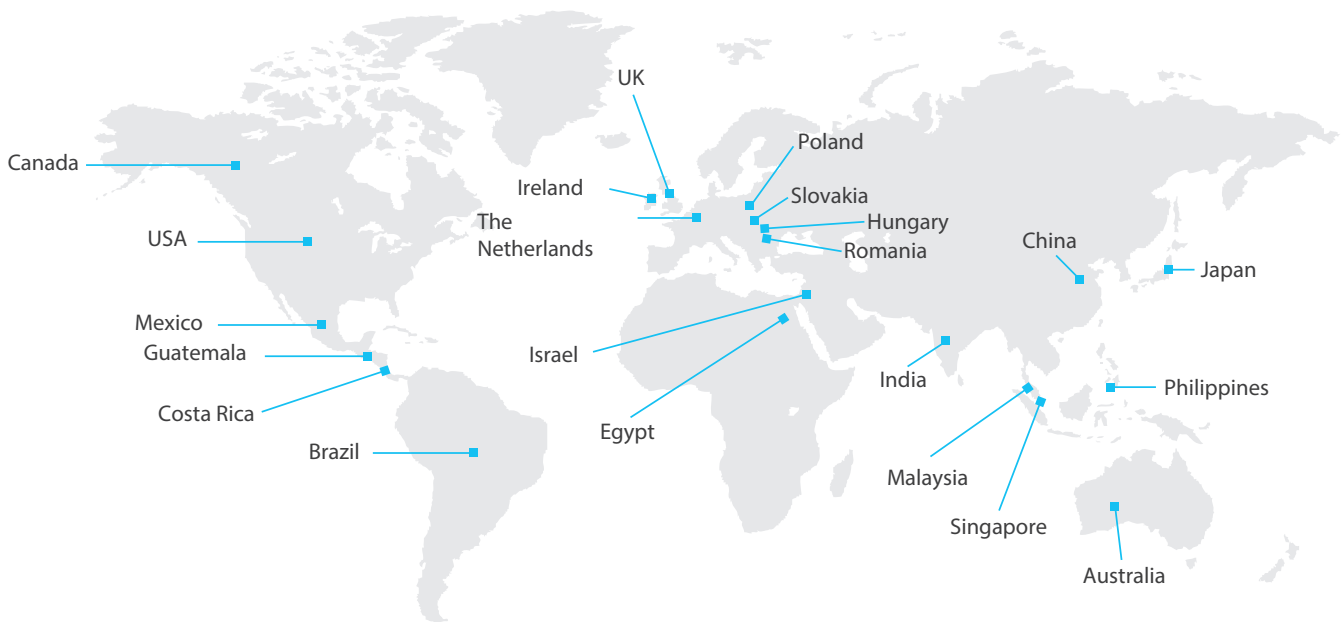 UK
Poland
Canada
Ireland
Slovakia
The
Netherlands
Hungary
USA
China
Romania
Japan
Mexico
Guatemala
Israel
India
Philippines
Costa Rica
Egypt
Brazil
Malaysia
Singapore
Australia